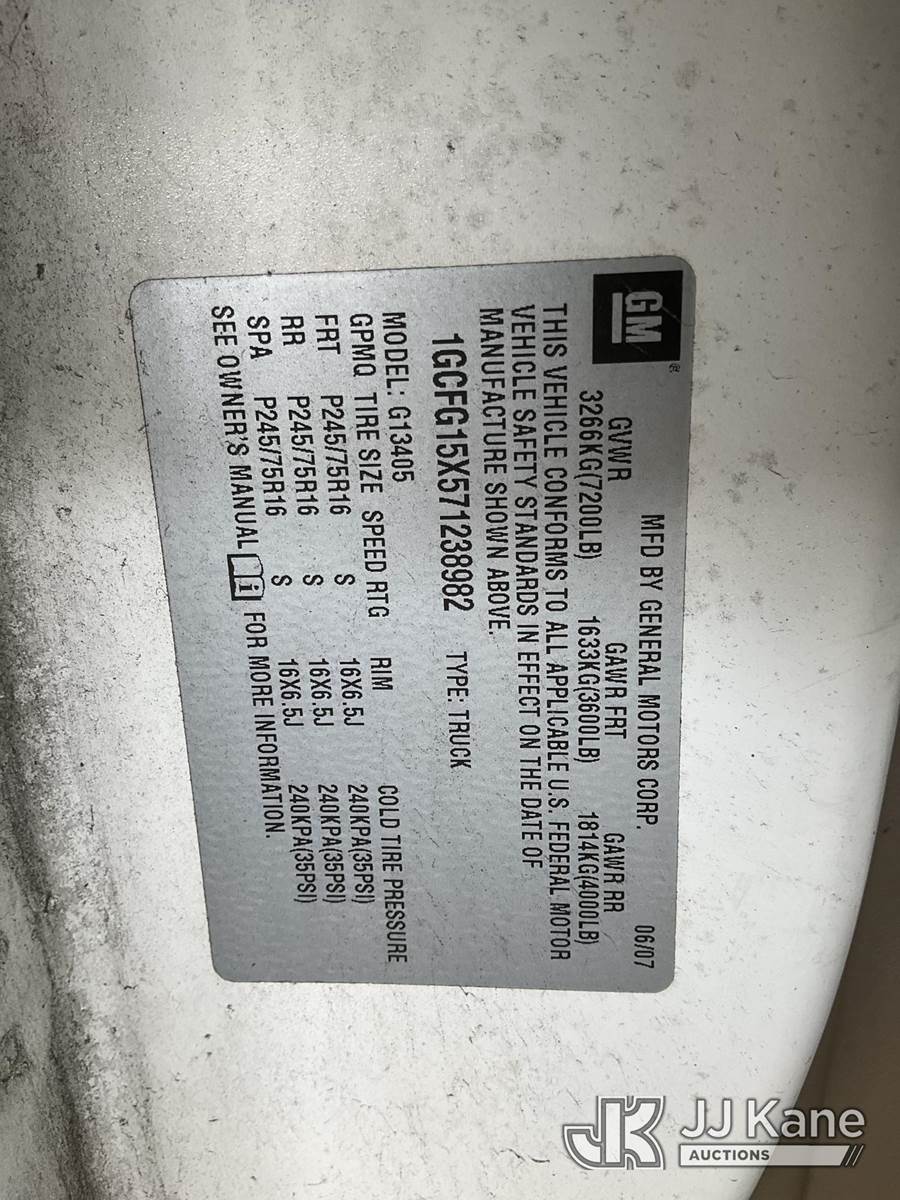 GM ®
MFD BY GENERAL MOTORS CORP. 06/07
GVWR GAWR FRT GAWR RR
3266KG(7200LB) 1633KG(3600LB) 1814KG(4000LB)
THIS VEHICLE CONFORMS TO ALL APPLICABLE U.S. FEDERAL MOTOR
VEHICLE SAFETY STANDARDS IN EFFECT ON THE DATE OF
MANUFACTURE SHOWN ABOVE.
1GCFG15X571238982 TYPE: TRUCK
MODEL: G13405
GPMQ TIRE SIZE SPEED RTG RIM COLD TIRE PRESSURE
FRT P245/75R16 S 16X6.5J 240KPA(35PSI)
RR P245/75R16 S 16X6.5J 240KPA(35PSI)
SPA P245/75R16 S 16X6.5J 240KPA(35PSI)
SEE OWNER'S MANUAL i FOR MORE INFORMATION.
JK JJ Kane
AUCTIONS